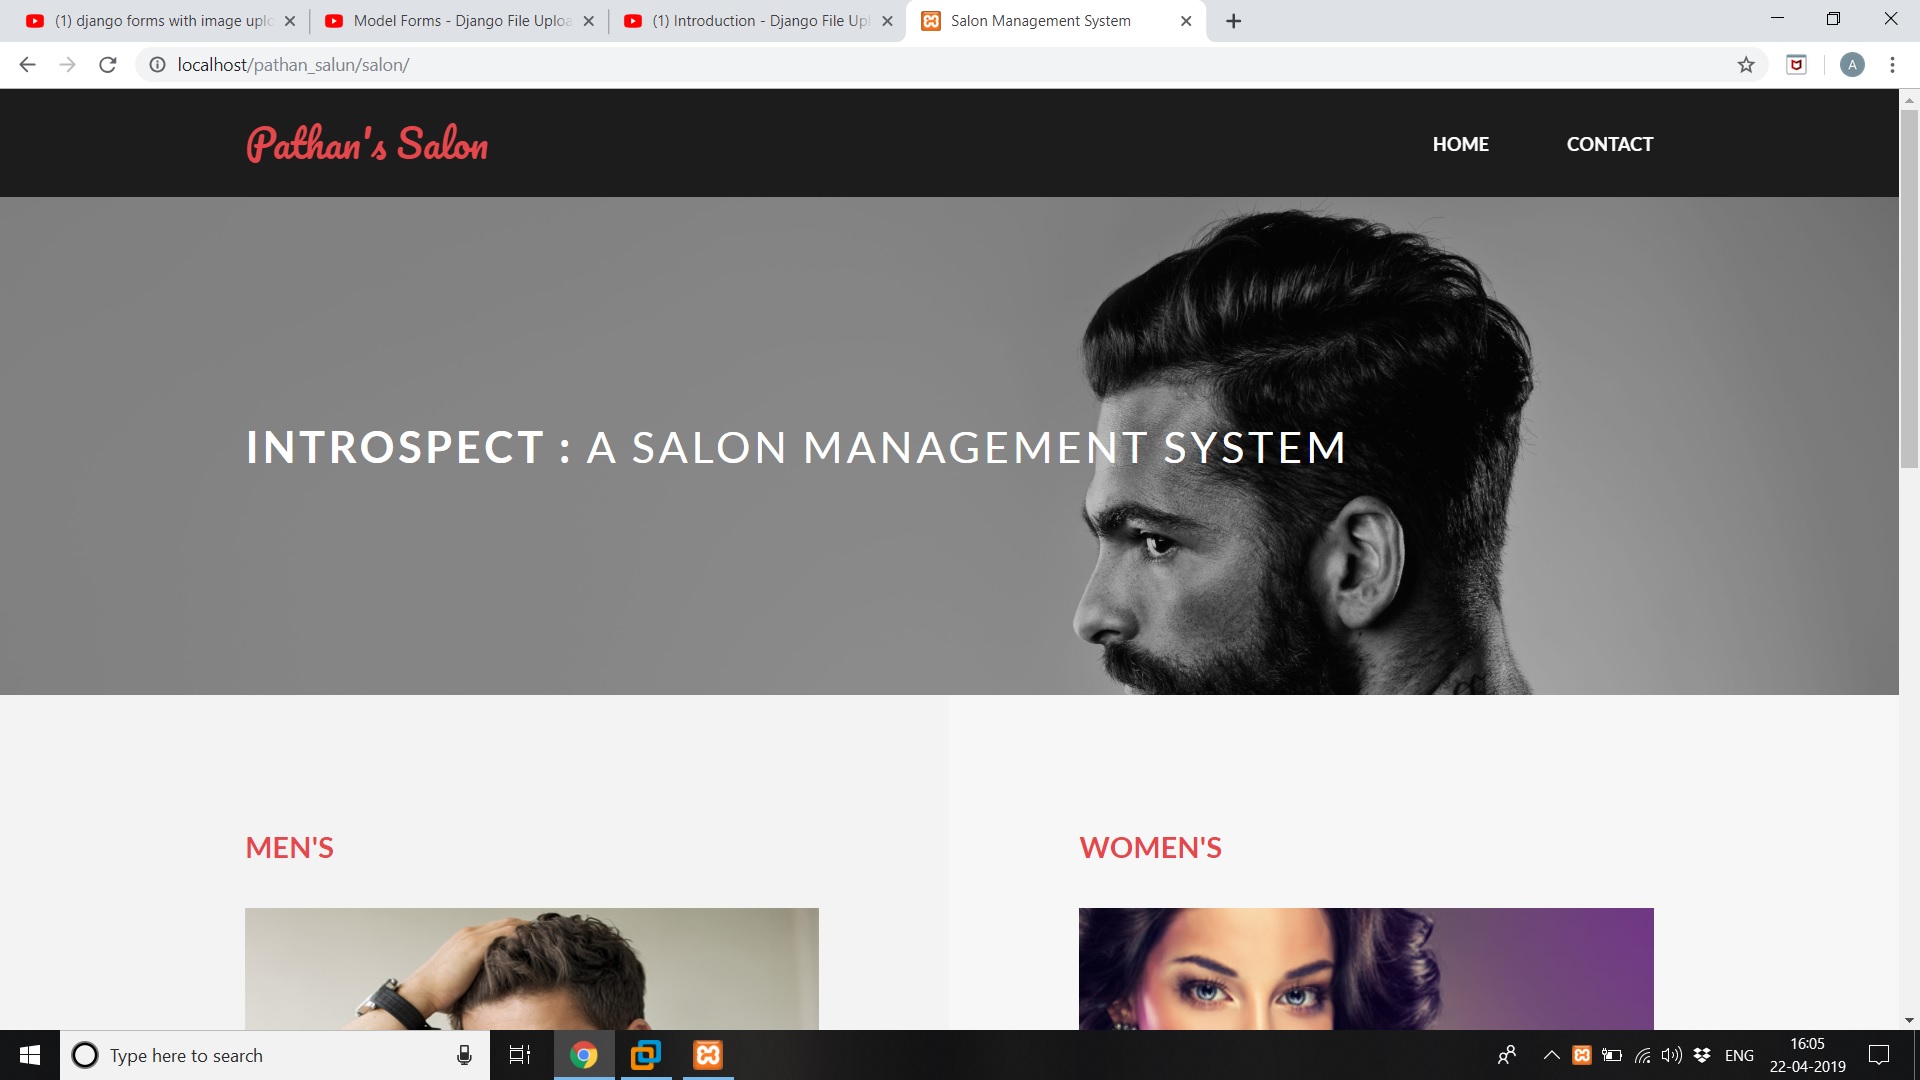 (1) django forms with image uplo
Model Forms - Django File Uploa
(1) Introduction - Django File Upl
Salon Management System
localhost/pathan_salun/salon/
A
Pathan's Salon
HOME
CONTACT
INTROSPECT : A SALON MANAGEMENT SYSTEM
MEN'S
WOMEN'S
Type here to search
ENG
16:05
22-04-2019